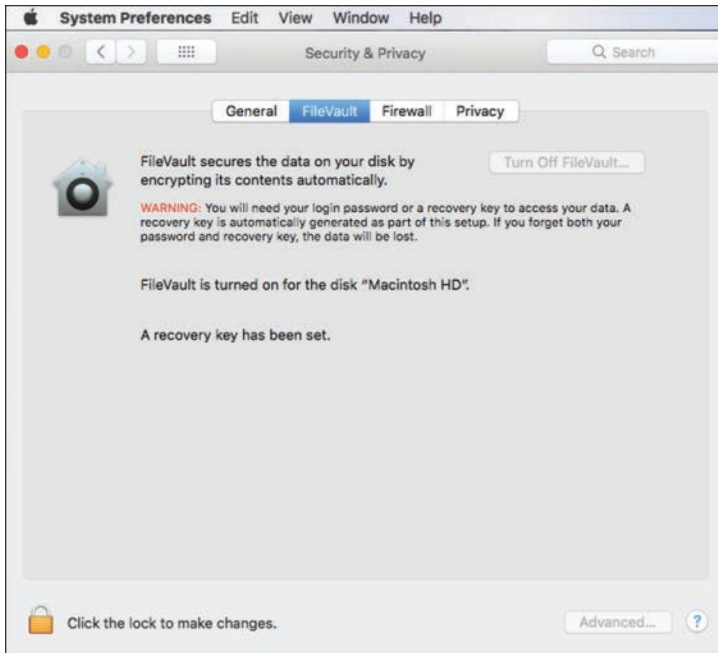 System Preferences Edit View Window Help
Security & Privacy
Search
General FileVault Firewall Privacy
FileVault secures the data on your disk by
encrypting its contents automatically.
Turn Off FileVault...
WARNING: You will need your login password or a recovery key to access your data. A
recovery key is automatically generated as part of this setup. If you forget both your
password and recovery key, the data will be lost.
FileVault is turned on for the disk "Macintosh HD".
A recovery key has been set.
Click the lock to make changes.
Advanced... ?